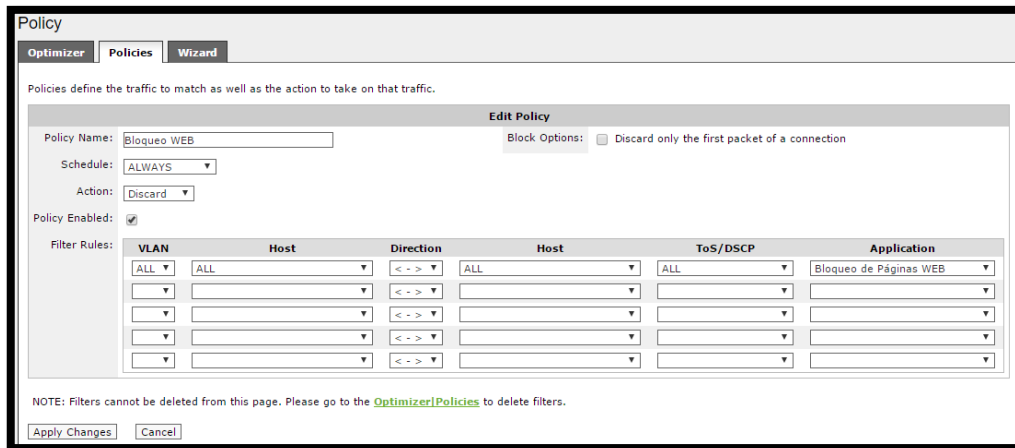 Policy
Optimizer Policies Wizard
Policies define the traffic to match as well as the action to take on that traffic.
Edit Policy
Policy Name: Bloqueo WEB Block Options: Discard only the first packet of a connection
Schedule: ALWAYS
Action: Discard
Policy Enabled:
Filter Rules: VLAN Host Direction Host ToS/DSCP Application
ALL ALL < - > ALL ALL Bloqueo de Páginas WEB
< - >
< - >
< - >
< - >
NOTE: Filters cannot be deleted from this page. Please go to the Optimizer|Policies to delete filters.
Apply Changes Cancel